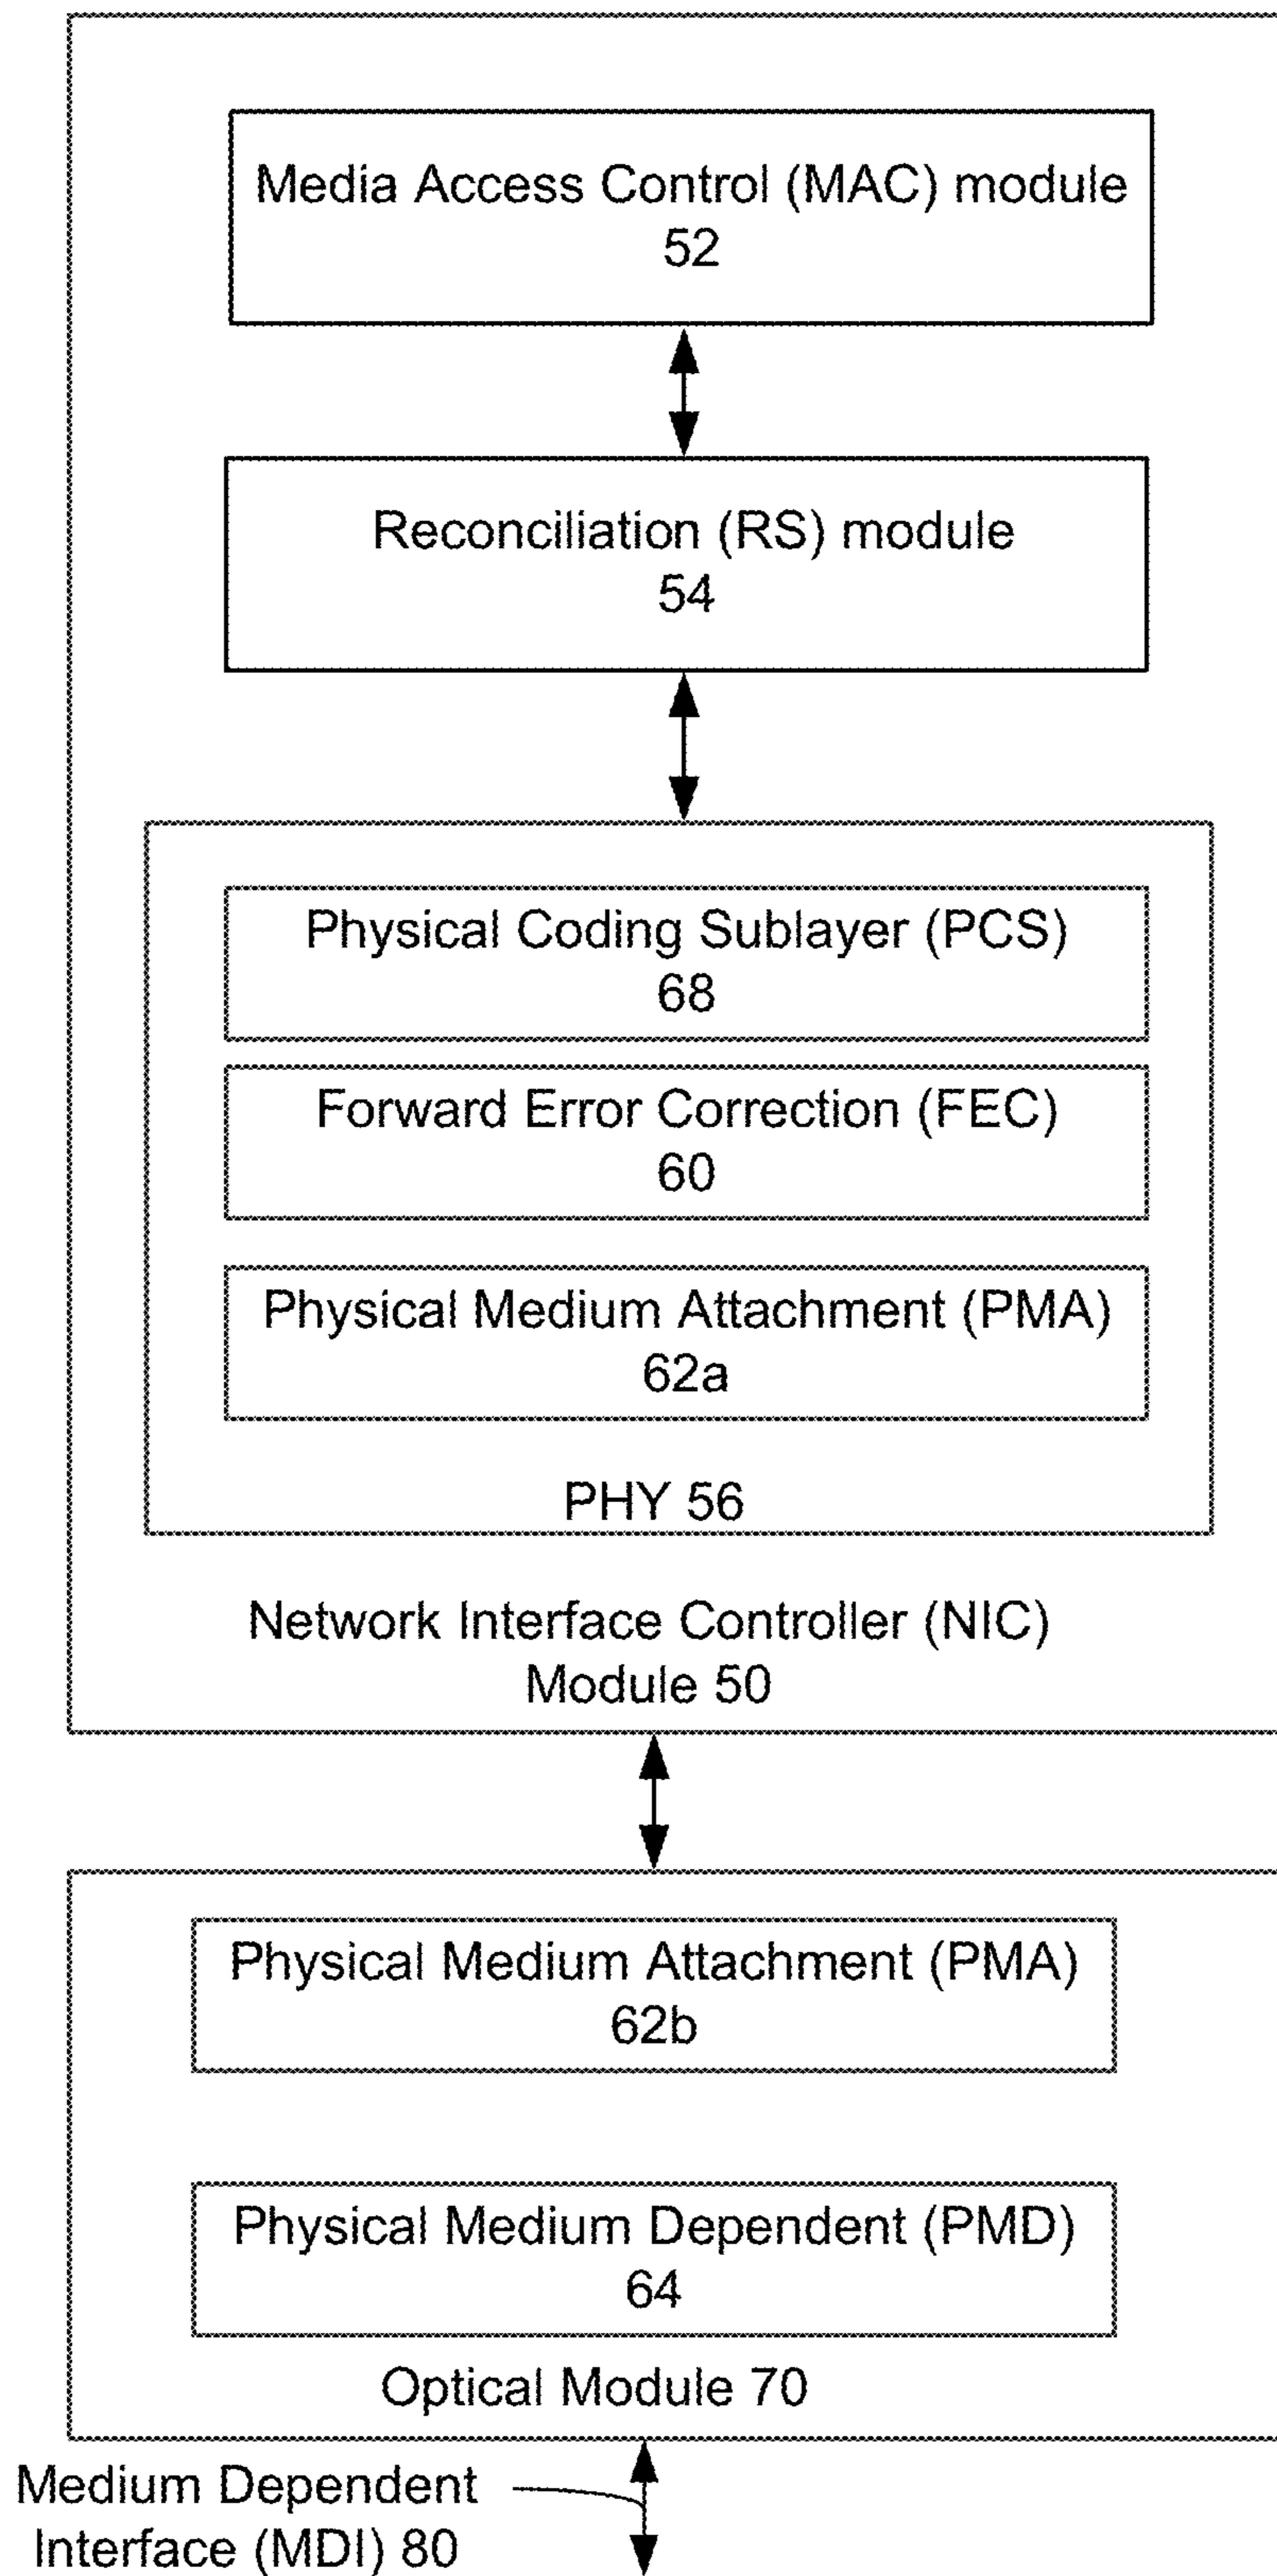 Media Access Control (MAC) module
52
Reconciliation (RS) module
54
Physical Coding Sublayer (PCS)
68
Forward Error Correction (FEC)
60
Physical Medium Attachment (PMA)
62a
PHY 56
Network Interface Controller (NIC)
Module 50
Physical Medium Attachment (PMA)
62b
Physical Medium Dependent (PMD)
64
Optical Module 70
Medium Dependent
Interface (MDI) 80